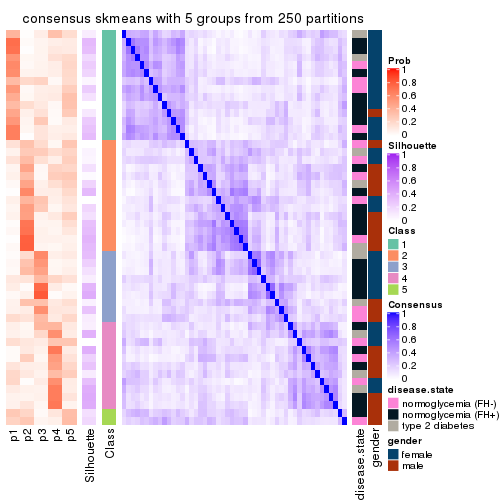 consensus skmeans with 5 groups from 250 partitions
Prob
1
0.8
0.6
0.4
0.2
0
Silhouette
1
0.8
0.6
0.4
0.2
0
Class
1
2
3
4
5
Consensus
1
0.8
0.6
0.4
0.2
0
disease.state
normoglycemia (FH-)
normoglycemia (FH+)
type 2 diabetes
gender
female
male
p1
p2
p3
p4
p5
Silhouette
Class
disease.state
gender